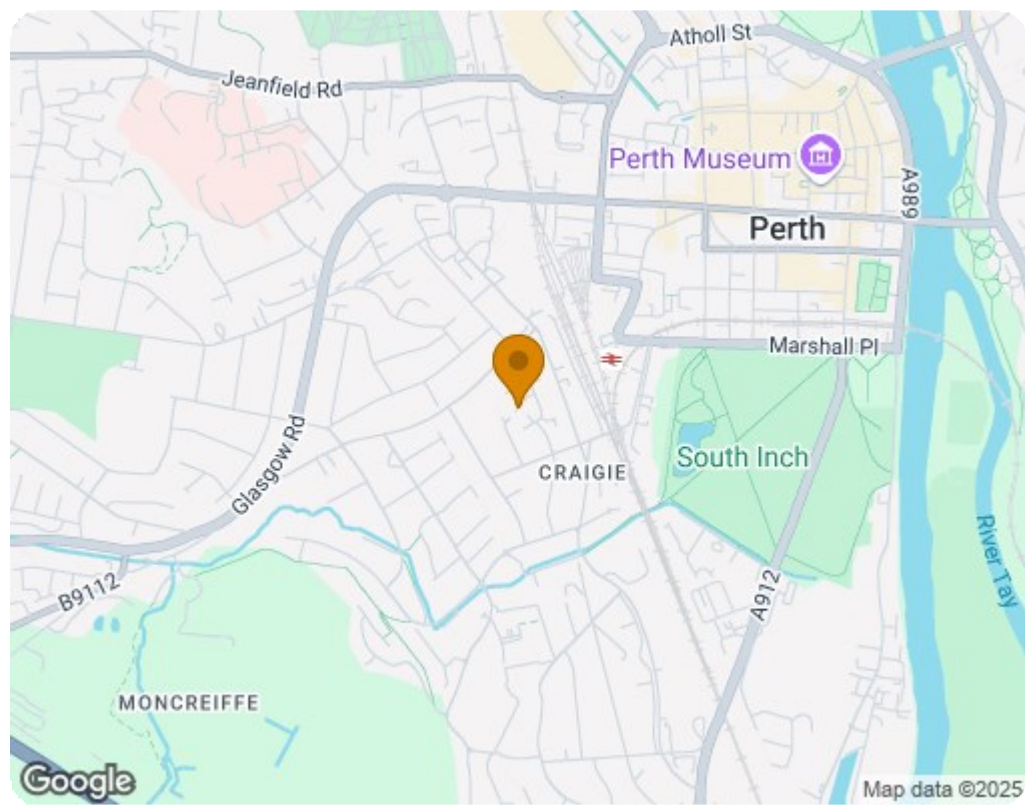 Atholl St
Jeanfield Rd
Perth Museum
A989
Perth
Marshall Pl
Glasgow Rd
CRAIGIE
South Inch
River Tay
B9112
A912
MONCREIFFE
Google
Map data ©2025